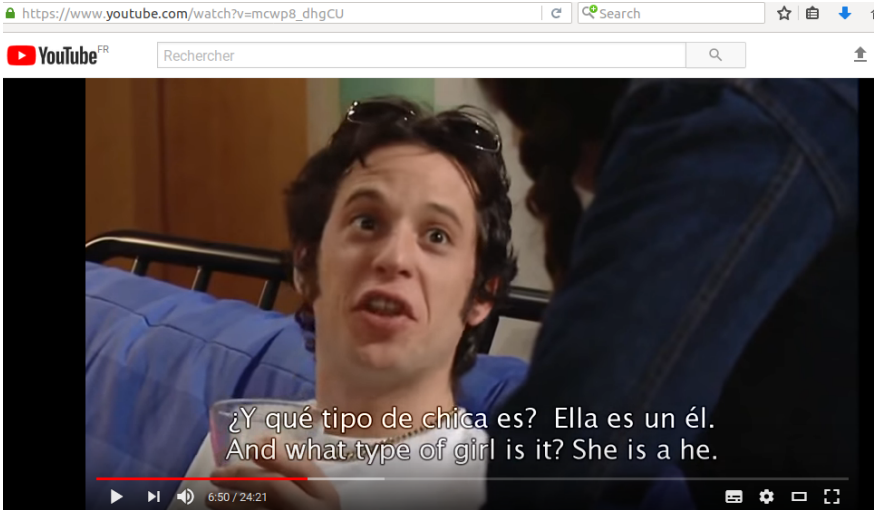 https://www.youtube.com/watch?v=mcwp8_dhgCU
Search
YouTube FR
Rechercher
¿Y qué tipo de chica es? Ella es un él.
And what type of girl is it? She is a he.
6:50 / 24:21